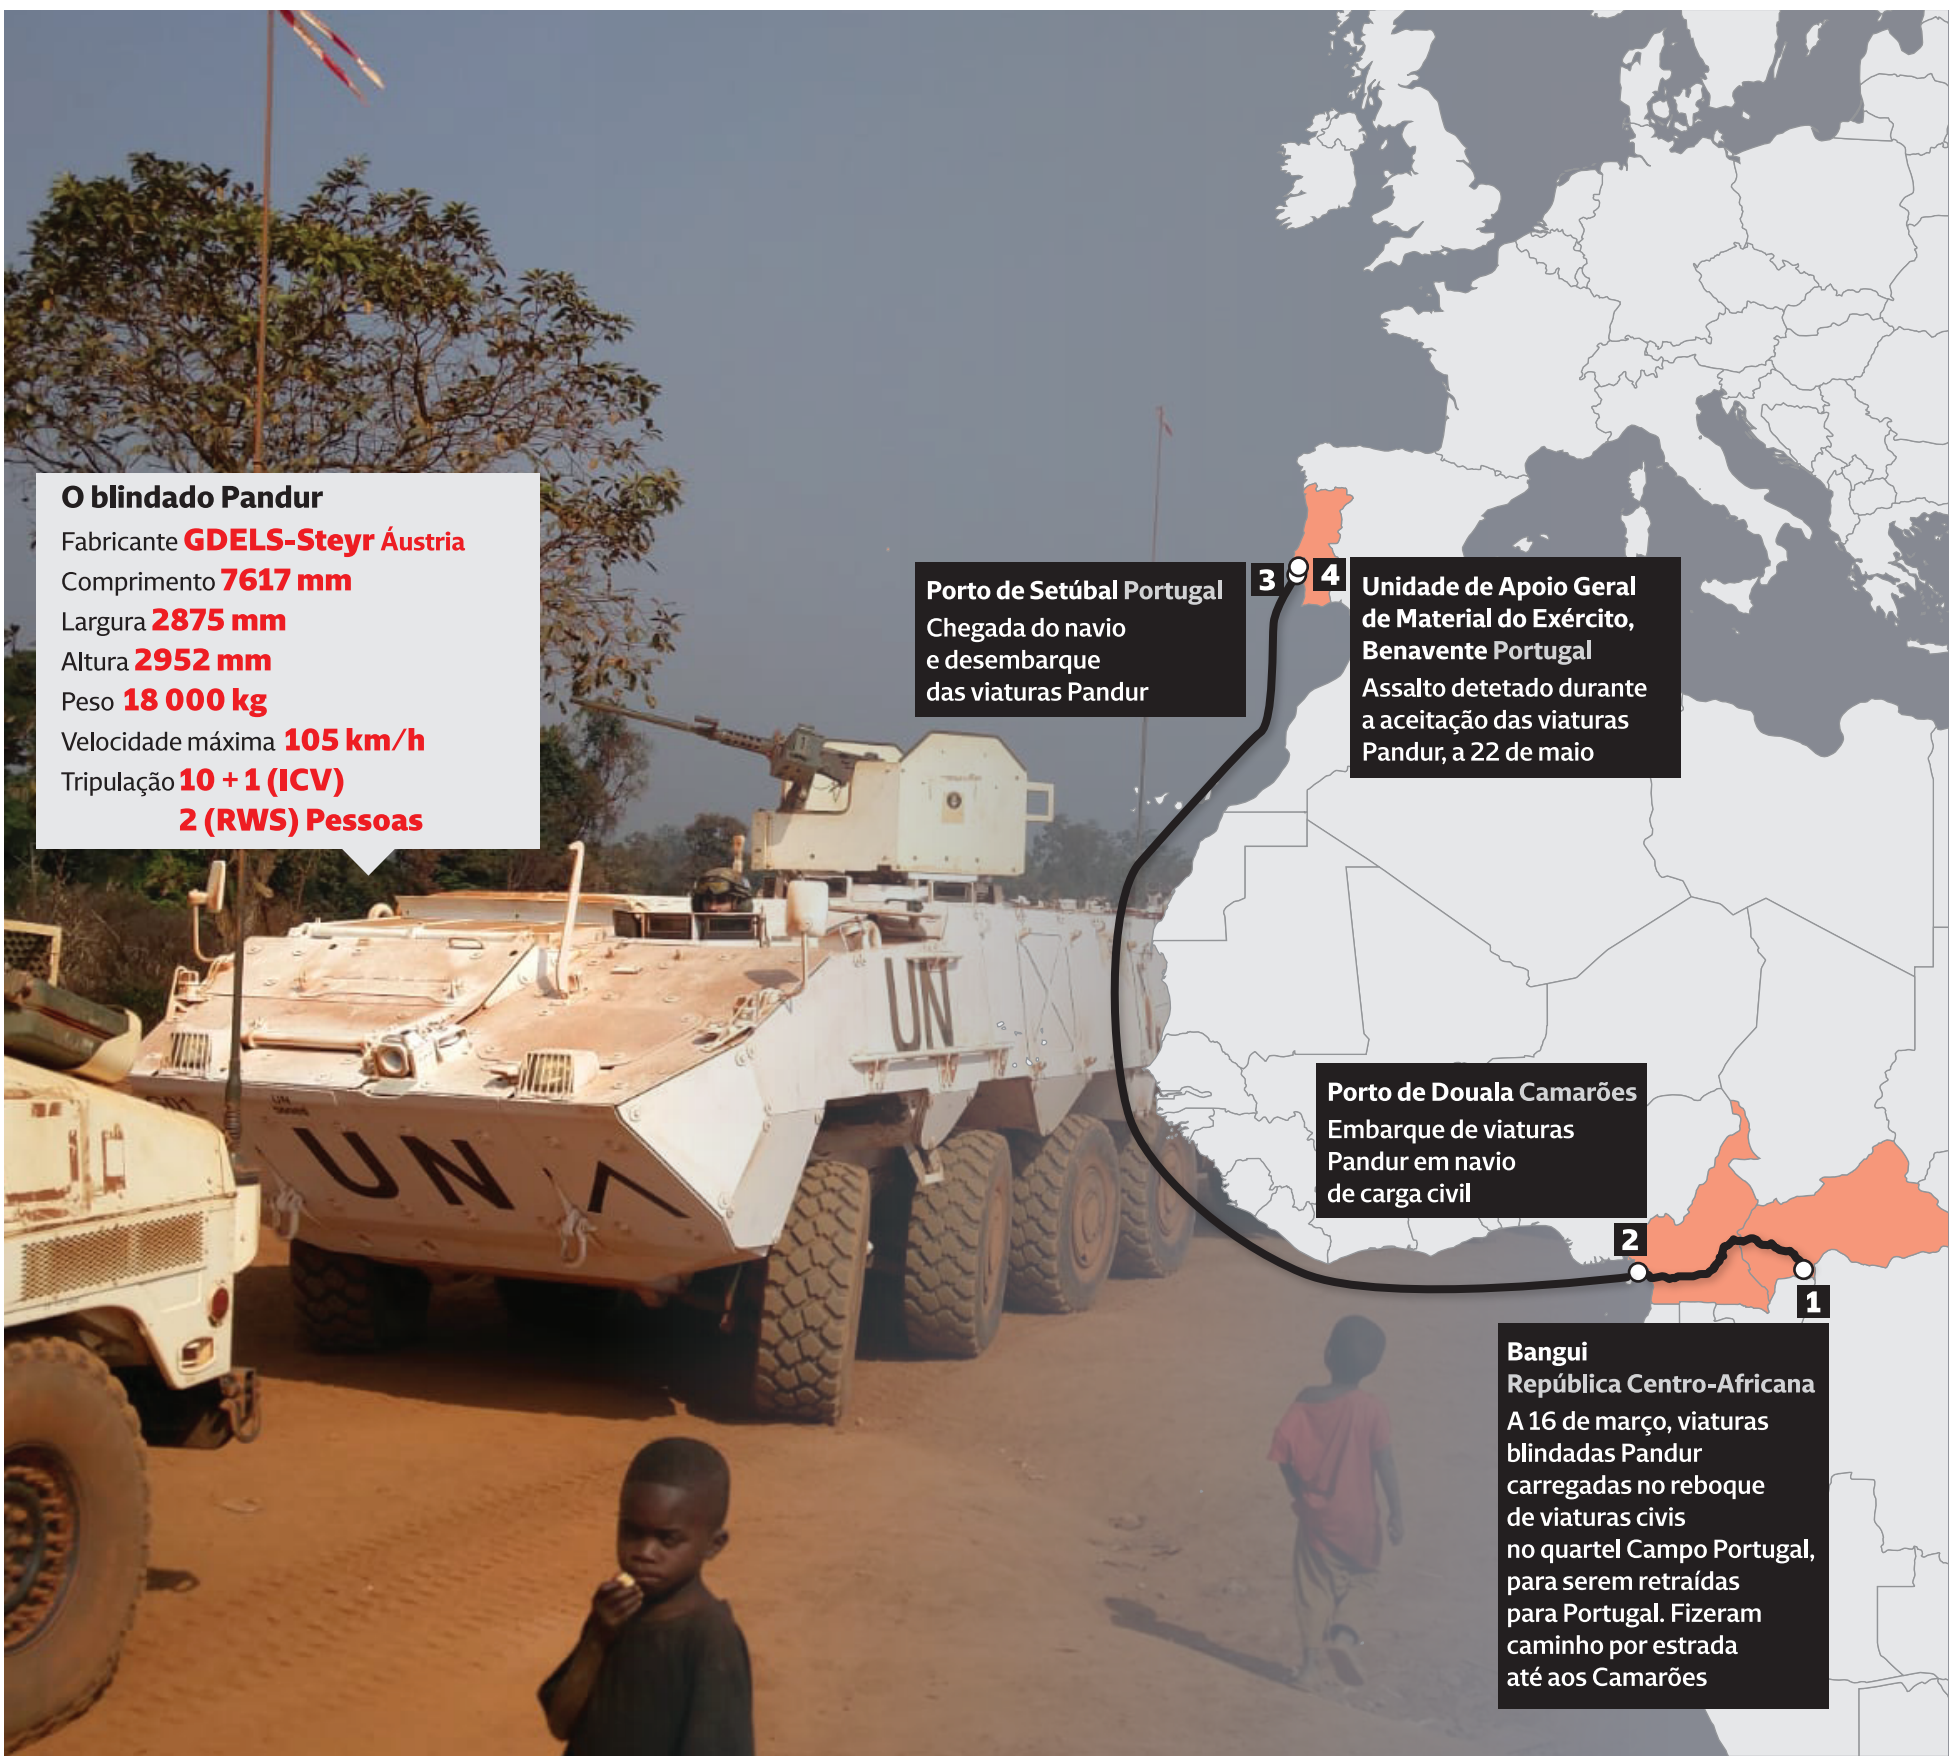 O blindado Pandur
Fabricante GDELS-Steyr Áustria
Comprimento 7617 mm
Largura 2875 mm
Altura 2952 mm
Peso 18 000 kg
Velocidade máxima 105 km/h
Tripulação 10 + 1 (ICV)
2 (RWS) Pessoas
Porto de Setúbal Portugal
Chegada do navio
e desembarque
das viaturas Pandur
3
4
Unidade de Apoio Geral
de Material do Exército,
Benavente Portugal
Assalto detetado durante
a aceitação das viaturas
Pandur, a 22 de maio
Porto de Douala Camarões
Embarque de viaturas
Pandur em navio
de carga civil
2
1
Bangui
República Centro-Africana
A 16 de março, viaturas
blindadas Pandur
carregadas no reboque
de viaturas civis
no quartel Campo Portugal,
para serem retraídas
para Portugal. Fizeram
caminho por estrada
até aos Camarões
UN
UN